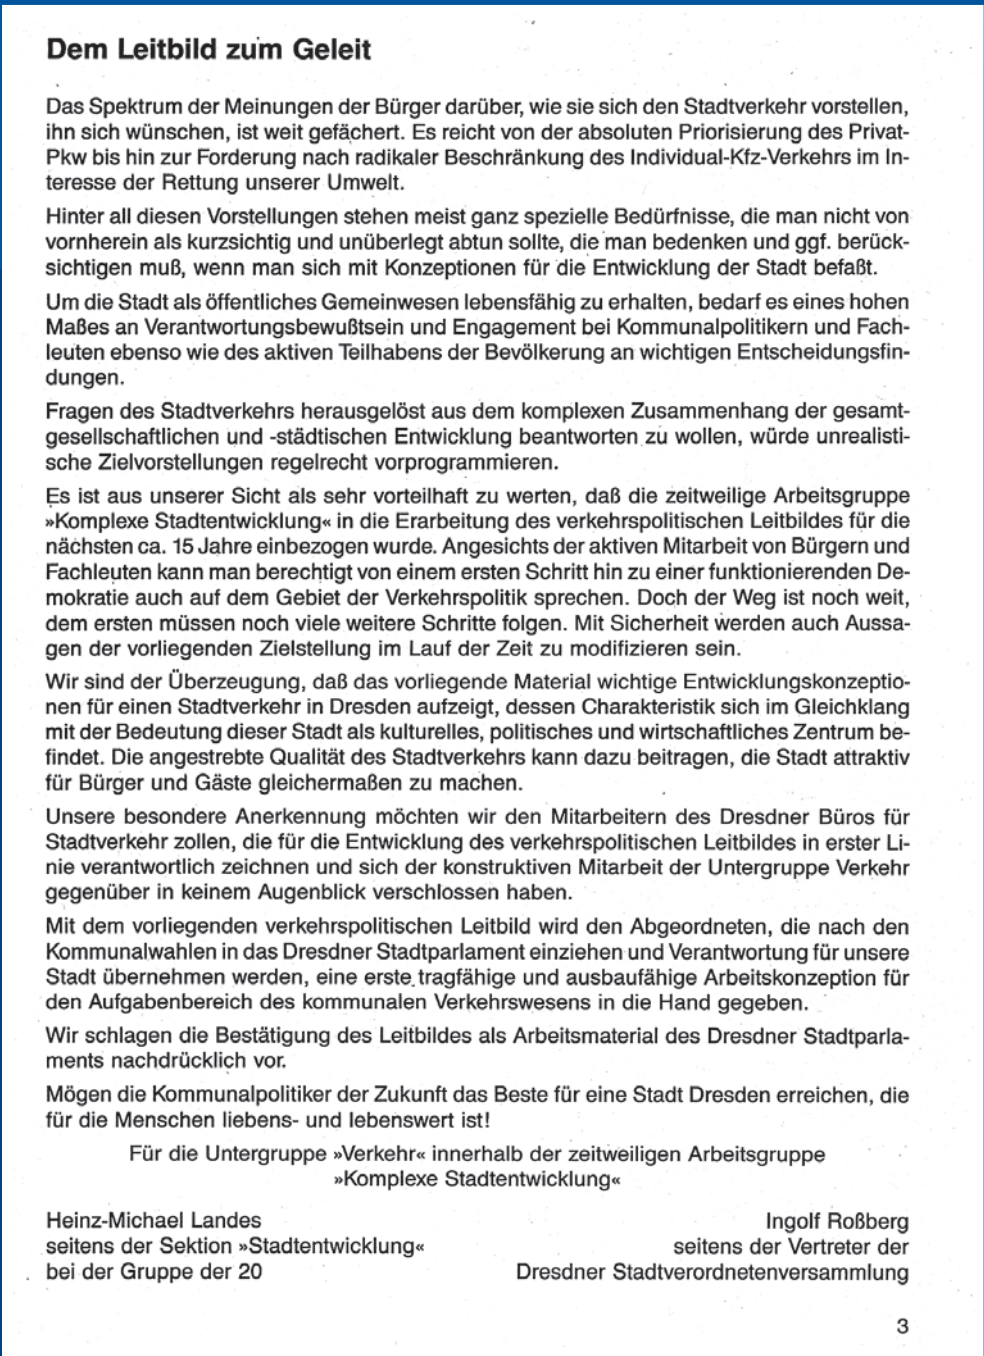 Dem Leitbild zum Geleit
Das Spektrum der Meinungen der Bürger darüber, wie sie sich den Stadtverkehr vorstellen,
ihn sich wünschen, ist weit gefächert. Es reicht von der absoluten Priorisierung des Privat-
Pkw bis hin zur Forderung nach radikaler Beschränkung des Individual-Kfz-Verkehrs im In-
teresse der Rettung unserer Umwelt.
Hinter all diesen Vorstellungen stehen meist ganz spezielle Bedürfnisse, die man nicht von
vornherein als kurzsichtig und unüberlegt abtun sollte, die man bedenken und ggf. berück-
sichtigen muß, wenn man sich mit Konzeptionen für die Entwicklung der Stadt befaßt.
Um die Stadt als öffentliches Gemeinwesen lebensfähig zu erhalten, bedarf es eines hohen
Maßes an Verantwortungsbewußtsein und Engagement bei Kommunalpolitikern und Fach-
leuten ebenso wie des aktiven Teilhabens der Bevölkerung an wichtigen Entscheidungsfin-
dungen.
Fragen des Stadtverkehrs herausgelöst aus dem komplexen Zusammenhang der gesamt-
gesellschaftlichen und -städtischen Entwicklung beantworten zu wollen, würde unrealisti-
sche Zielvorstellungen regelrecht vorprogrammieren.
Es ist aus unserer Sicht als sehr vorteilhaft zu werten, daß die zeitweilige Arbeitsgruppe
»Komplexe Stadtentwicklung« in die Erarbeitung des verkehrspolitischen Leitbildes für die
nächsten ca. 15 Jahre einbezogen wurde. Angesichts der aktiven Mitarbeit von Bürgern und
Fachleuten kann man berechtigt von einem ersten Schritt hin zu einer funktionierenden De-
mokratie auch auf dem Gebiet der Verkehrspolitik sprechen. Doch der Weg ist noch weit,
dem ersten müssen noch viele weitere Schritte folgen. Mit Sicherheit werden auch Aussa-
gen der vorliegenden Zielstellung im Lauf der Zeit zu modifizieren sein.
Wir sind der Überzeugung, daß das vorliegende Material wichtige Entwicklungskonzeptio-
nen für einen Stadtverkehr in Dresden aufzeigt, dessen Charakteristik sich im Gleichklang
mit der Bedeutung dieser Stadt als kulturelles, politisches und wirtschaftliches Zentrum be-
findet. Die angestrebte Qualität des Stadtverkehrs kann dazu beitragen, die Stadt attraktiv
für Bürger und Gäste gleichermaßen zu machen.
Unsere besondere Anerkennung möchten wir den Mitarbeitern des Dresdner Büros für
Stadtverkehr zollen, die für die Entwicklung des verkehrspolitischen Leitbildes in erster Li-
nie verantwortlich zeichnen und sich der konstruktiven Mitarbeit der Untergruppe Verkehr
gegenüber in keinem Augenblick verschlossen haben.
Mit dem vorliegenden verkehrspolitischen Leitbild wird den Abgeordneten, die nach den
Kommunalwahlen in das Dresdner Stadtparlament einziehen und Verantwortung für unsere
Stadt übernehmen werden, eine erste tragfähige und ausbaufähige Arbeitskonzeption für
den Aufgabenbereich des kommunalen Verkehrswesens in die Hand gegeben.
Wir schlagen die Bestätigung des Leitbildes als Arbeitsmaterial des Dresdner Stadtparla-
ments nachdrücklich vor.
Mögen die Kommunalpolitiker der Zukunft das Beste für eine Stadt Dresden erreichen, die
für die Menschen liebens- und lebenswert ist!
Für die Untergruppe »Verkehr« innerhalb der zeitweiligen Arbeitsgruppe
»Komplexe Stadtentwicklung«
Heinz-Michael Landes
seitens der Sektion »Stadtentwicklung«
bei der Gruppe der 20
Ingolf Roßberg
seitens der Vertreter der
Dresdner Stadtverordnetenversammlung
3